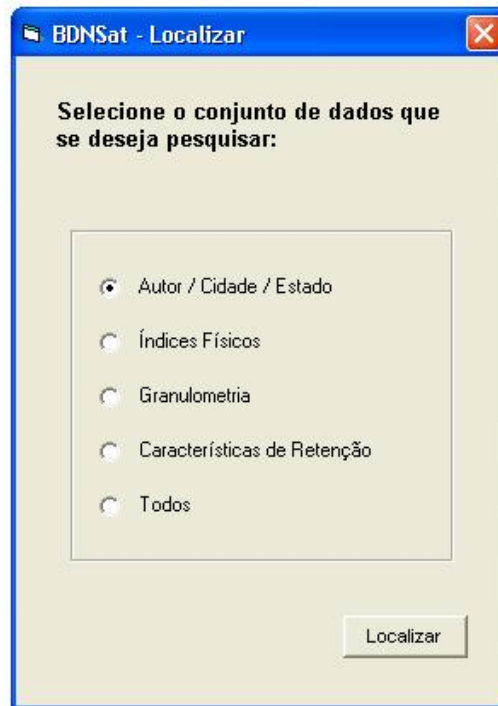 BDNSat - Localizar
Selecione o conjunto de dados que
se deseja pesquisar:
Autor / Cidade / Estado
Índices Físicos
Granulometria
Características de Retenção
Todos
Localizar